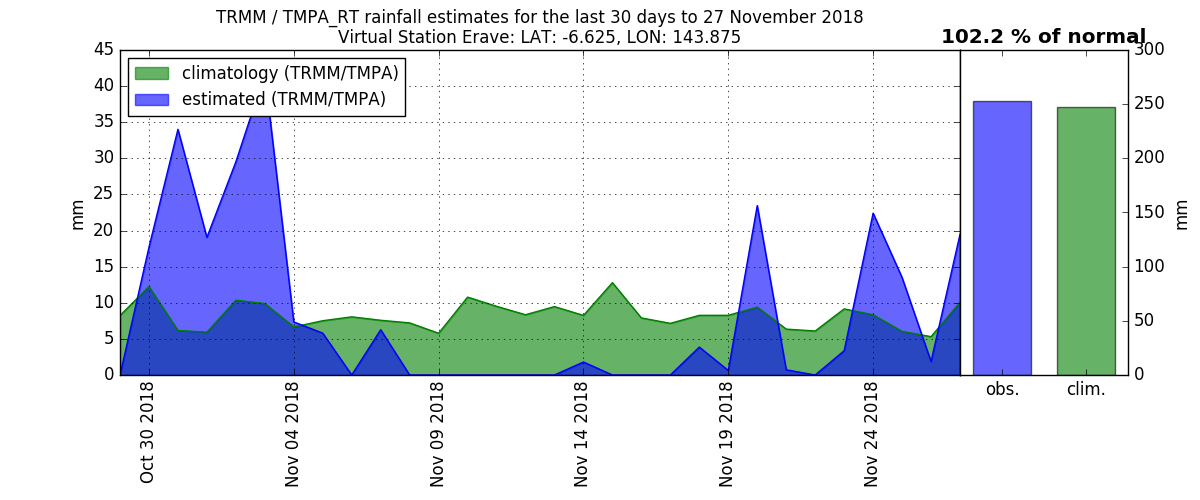 TRMM / TMPA_RT rainfall estimates for the last 30 days to 27 November 2018
Virtual Station Erave: LAT: -6.625, LON: 143.875
102.2 % of normal
climatology (TRMM/TMPA)
estimated (TRMM/TMPA)
45
40
35
30
25
20
15
10
5
0
mm
Oct 30 2018
Nov 04 2018
Nov 09 2018
Nov 14 2018
Nov 19 2018
Nov 24 2018
obs.
clim.
300
250
200
150
100
50
0
mm